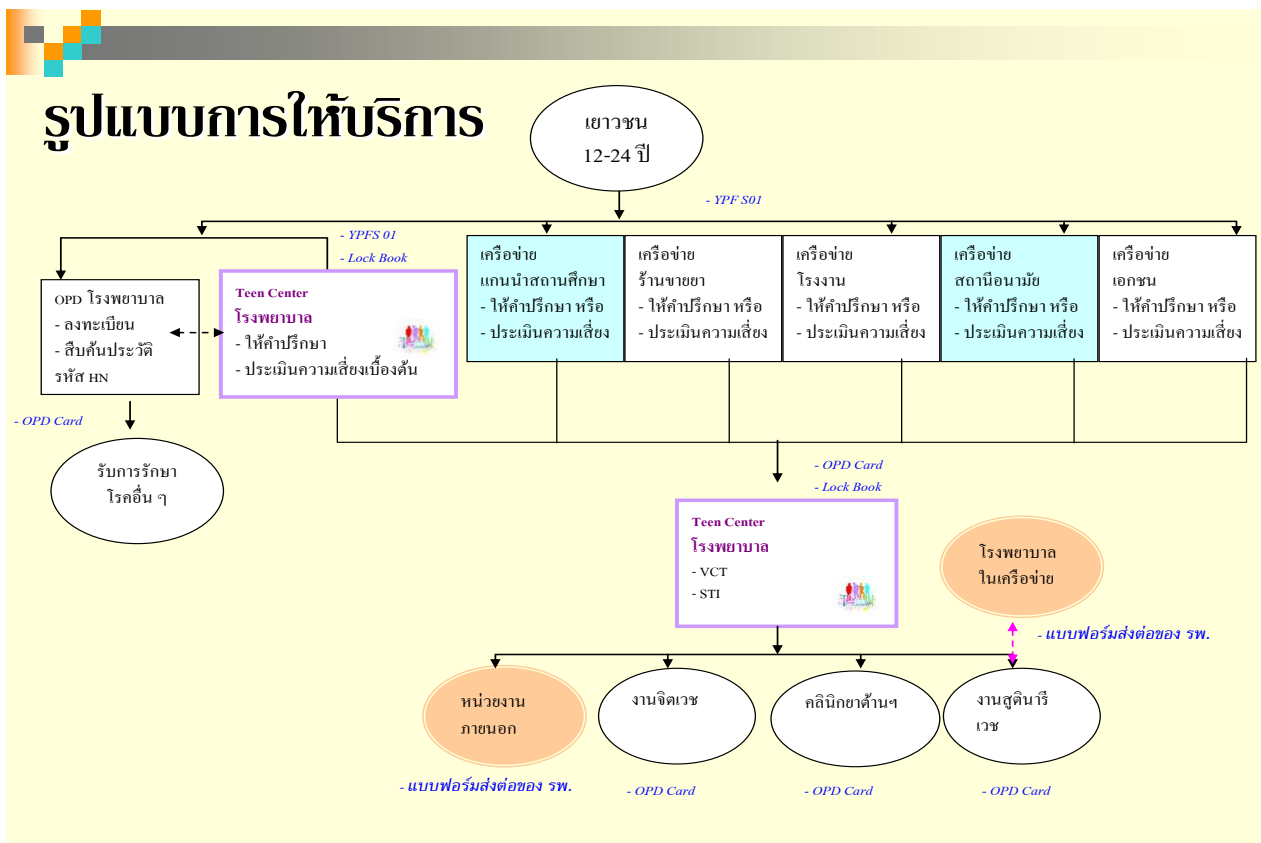 รูปแบบการให้บริการ
เยาวชน
12-24 ปี
- YPF S01
- YPFS 01
- Lock Book
OPD โรงพยาบาล
- ลงทะเบียน
- สืบค้นประวัติ
รหัส HN
Teen Center
โรงพยาบาล
- ให้คำปรึกษา
- ประเมินความเสี่ยงเบื้องต้น
เครือข่าย
แกนนำสถานศึกษา
- ให้คำปรึกษา หรือ
- ประเมินความเสี่ยง
เครือข่าย
ร้านขายยา
- ให้คำปรึกษา หรือ
- ประเมินความเสี่ยง
เครือข่าย
โรงงาน
- ให้คำปรึกษา หรือ
- ประเมินความเสี่ยง
เครือข่าย
สถานีอนามัย
- ให้คำปรึกษา หรือ
- ประเมินความเสี่ยง
เครือข่าย
เอกชน
- ให้คำปรึกษา หรือ
- ประเมินความเสี่ยง
- OPD Card
รับการรักษา
โรคอื่น ๆ
- OPD Card
- Lock Book
Teen Center
โรงพยาบาล
- VCT
- STI
โรงพยาบาล
ในเครือข่าย
- แบบฟอร์มส่งต่อของ รพ.
หน่วยงาน
ภายนอก
งานจิตเวช
คลินิกยาต้านฯ
งานสูตินารี
เวช
- แบบฟอร์มส่งต่อของ รพ.
- OPD Card
- OPD Card
- OPD Card